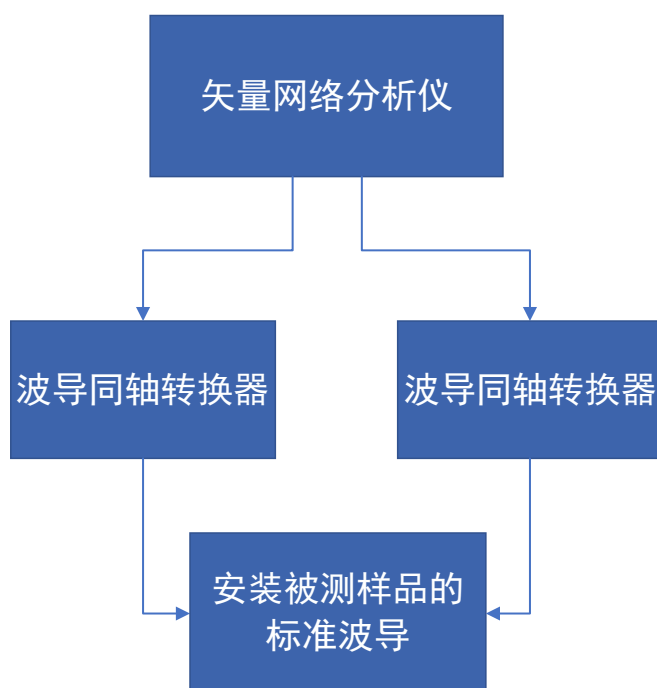 矢量网络分析仪
波导同轴转换器
波导同轴转换器
安装被测样品的
标准波导